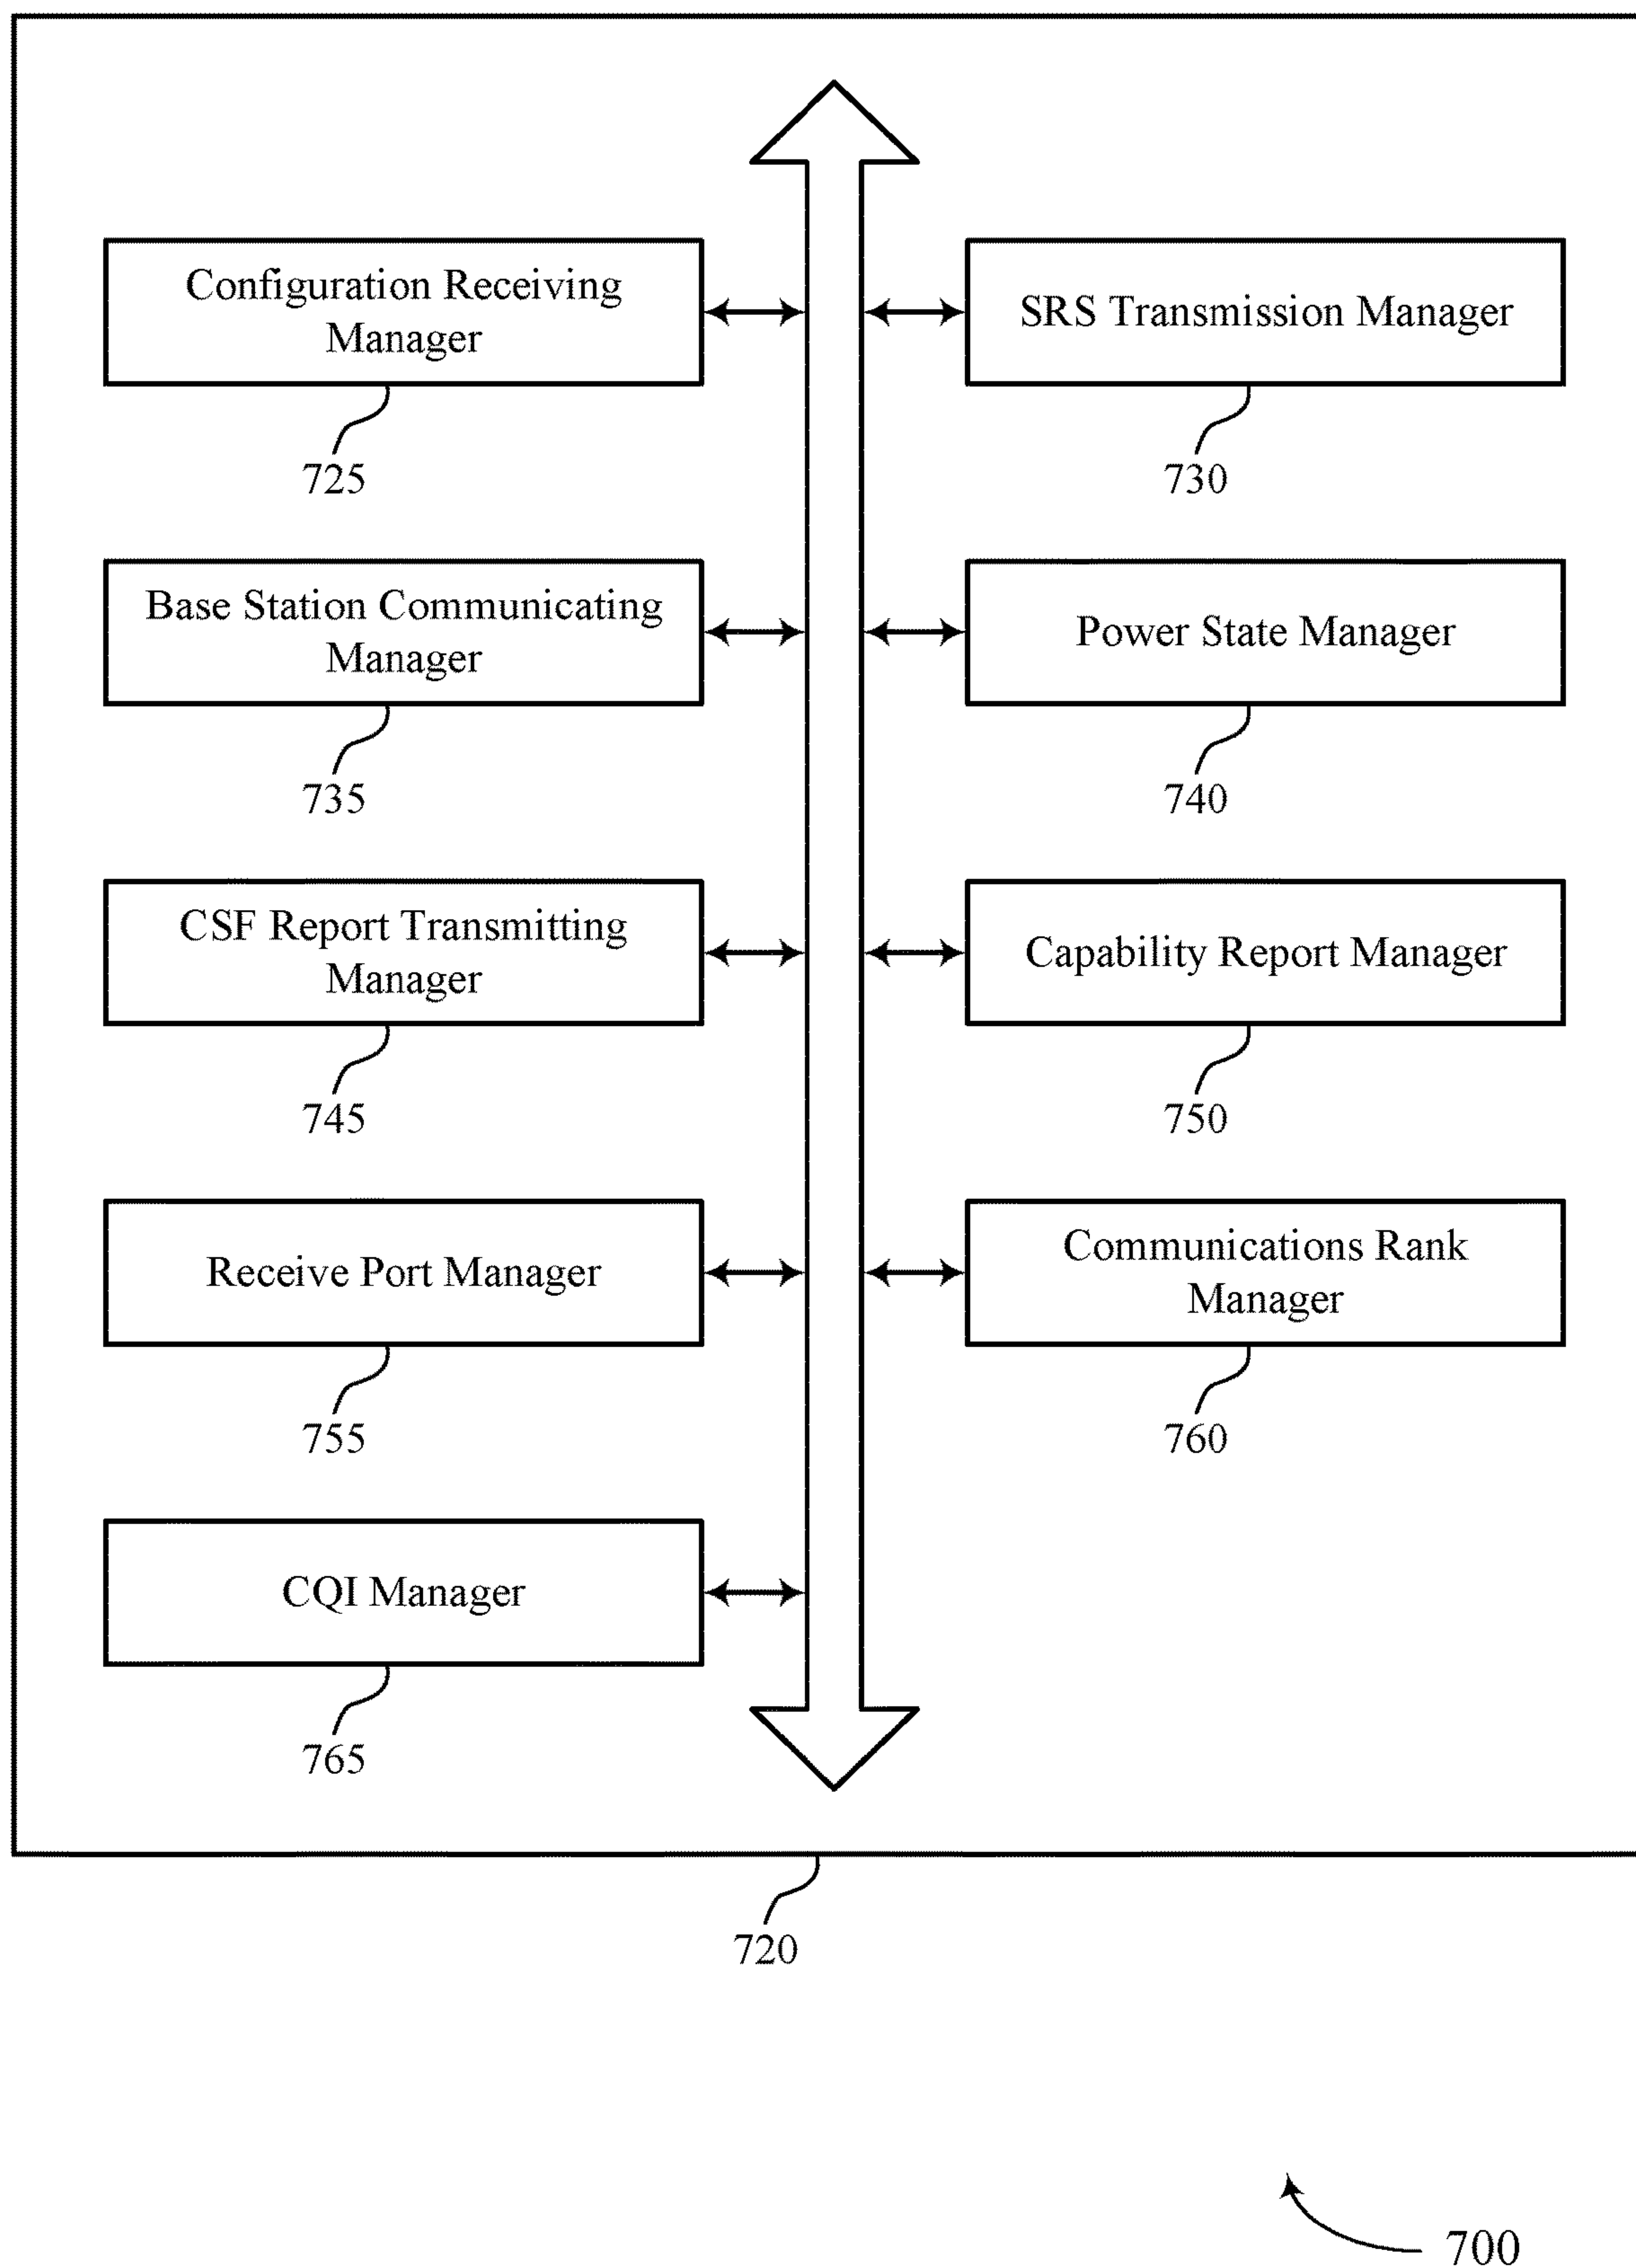 Configuration Receiving
Manager
725
SRS Transmission Manager
730
Base Station Communicating
Manager
735
Power State Manager
740
CSF Report Transmitting
Manager
745
Capability Report Manager
750
Receive Port Manager
755
Communications Rank
Manager
760
CQI Manager
765
720
700